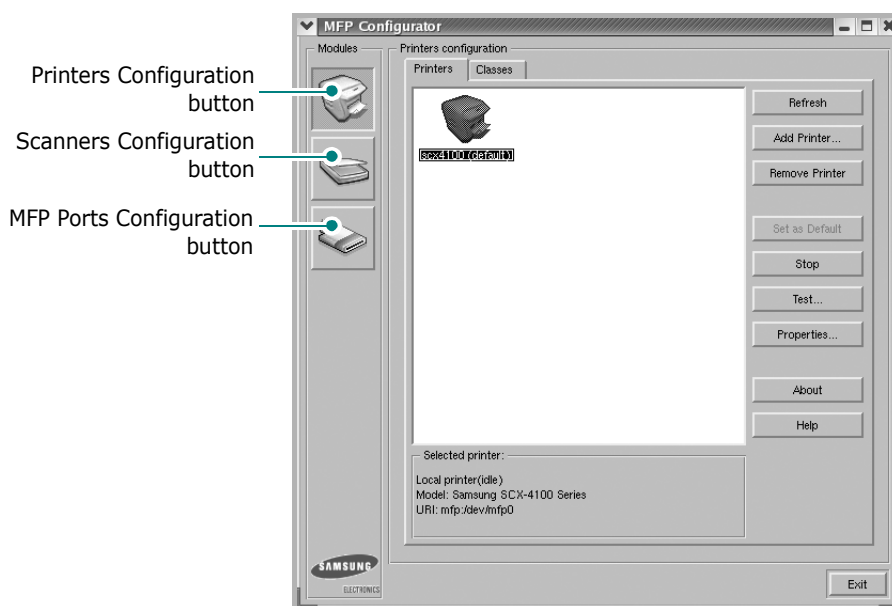 MFP Configurator
Modules
Printers configuration
Printers Configuration
button
Scanners Configuration
button
MFP Ports Configuration
button
Printers
Classes
scx4100 (default)
Refresh
Add Printer...
Remove Printer
Set as Default
Stop
Test...
Properties...
About
Help
Selected printer:
Local printer(idle)
Model: Samsung SCX-4100 Series
URI: mfp:/dev/mfp0
SAMSUNG
ELECTRONICS
Exit